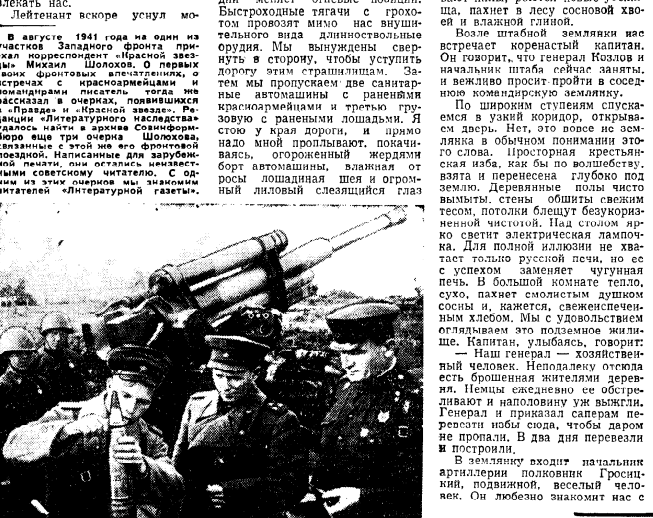 влекать нас.
Лейтенант вскоре уснул мо-
В августе 1941 года на один из
участков Западного фронта при-
ехал корреспондент «Красной звез-
ды» Михаил Шолохов. О первых
своих фронтовых впечатлениях, о
встречах с красноармейцами и
командирами писатель тогда же
рассказал в очерках, появившихся
в «Правде» и «Красной звезде». Ре-
дакции «Литературного наследства»
удалось найти в архиве Совинформ-
бюро еще три очерка Шолохова,
связанные с этой же его фронтовой
поездкой. Написанные для зарубеж-
ной печати, они остались неизвест-
ными советскому читателю. С од-
ним из этих очерков мы знакомим
читателей «Литературной газеты».
Быстроходные тягачи с грохо-
том провозят мимо нас внуши-
тельного вида длинноствольные
орудия. Мы вынуждены свер-
нуть в сторону, чтобы уступить
дорогу этим страшилищам. За-
тем мы пропускаем две санитар-
ные автомашины с ранеными
красноармейцами и третью гру-
зовую с ранеными лошадьми. Я
стою у края дороги, и прямо
надо мной проплывают, покачи-
ваясь, огороженный жердями
борт автомашины, влажная от
росы лошадиная шея и огром-
ный лиловый слезящийся глаз
ща, пахнет в лесу сосновой хво-
ей и влажной глиной.
Возле штабной землянки нас
встречает коренастый капитан.
Он говорит, что генерал Козлов и
начальник штаба сейчас заняты,
и вежливо просит пройти в сосед-
нюю командирскую землянку.
По широким ступеням спуска-
емся в узкий коридор, открыва-
ем дверь. Нет, это вовсе не зем-
лянка в обычном понимании это-
го слова. Просторная крестьян-
ская изба, как бы по волшебству,
взята и перенесена глубоко под
землю. Деревянные полы чисто
вымыты, стены обшиты свежим
тесом, потолки блещут безукориз-
ненной чистотой. Над столом яр-
ко светит электрическая лампоч-
ка. Для полной иллюзии не хва-
тает только русской печи, но ее
с успехом заменяет чугунная
печь. В большой комнате тепло,
сухо, пахнет смолистым душком
сосны и, кажется, свежеиспечен-
ным хлебом. Мы с удовольствием
оглядываем это подземное жили-
ще. Капитан, улыбаясь, говорит:
— Наш генерал — хозяйствен-
ный человек. Неподалеку отсюда
есть брошенная жителями дерев-
ня. Немцы ежедневно ее обстре-
ливают и наполовину уж выжгли.
Генерал и приказал саперам пе-
ревезти избы сюда, чтобы даром
не пропали. В два дня перевезли
и построили.
В землянку входит начальник
артиллерии полковник Гросиц-
кий, подвижной, веселый чело-
век. Он любезно знакомит нас с